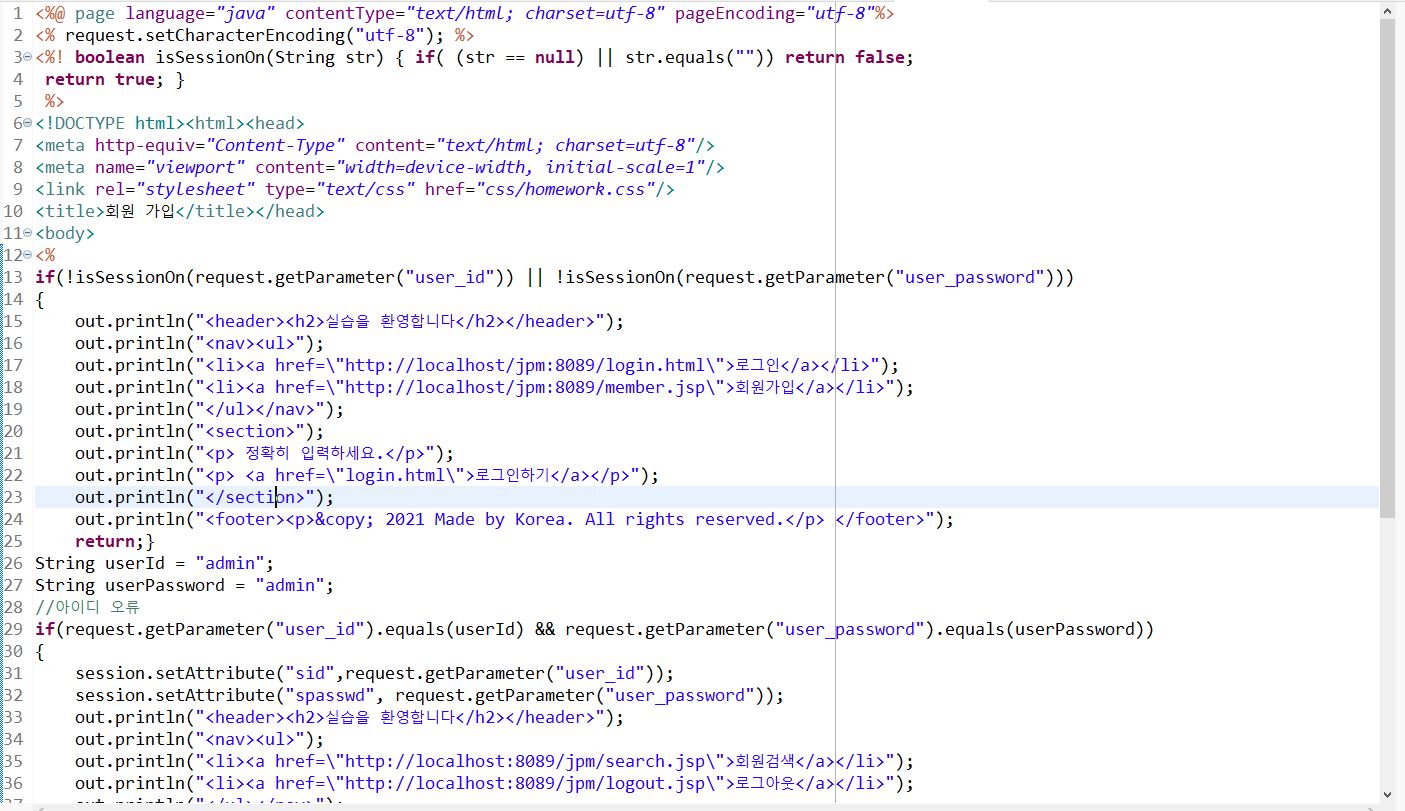 1 <%@ page language="java" contentType="text/html; charset=utf-8" pageEncoding="utf-8"%>
2 <% request.setCharacterEncoding("utf-8"); %>
3 <%! boolean isSessionOn(String str) { if( (str == null) || str.equals("")) return false;
4 return true; }
5 %>
6 <!DOCTYPE html><html><head>
7 <meta http-equiv="Content-Type" content="text/html; charset=utf-8"/>
8 <meta name="viewport" content="width=device-width, initial-scale=1"/>
9 <link rel="stylesheet" type="text/css" href="css/homework.css"/>
10 <title>회원 가입</title></head>
11 <body>
12 <%
13 if(!isSessionOn(request.getParameter("user_id")) || !isSessionOn(request.getParameter("user_password")))
14 {
15 out.println("<header><h2>실습을 환영합니다</h2></header>");
16 out.println("<nav><ul>");
17 out.println("<li><a href=\"http://localhost/jpm:8089/login.html\">로그인</a></li>");
18 out.println("<li><a href=\"http://localhost/jpm:8089/member.jsp\">회원가입</a></li>");
19 out.println("</ul></nav>");
20 out.println("<section>");
21 out.println("<p> 정확히 입력하세요.</p>");
22 out.println("<p> <a href=\"login.html\">로그인하기</a></p>");
23 out.println("</section>");
24 out.println("<footer><p>&copy; 2021 Made by Korea. All rights reserved.</p> </footer>");
25 return;}
26 String userId = "admin";
27 String userPassword = "admin";
28 //아이디 오류
29 if(request.getParameter("user_id").equals(userId) && request.getParameter("user_password").equals(userPassword))
30 {
31 session.setAttribute("sid",request.getParameter("user_id"));
32 session.setAttribute("spasswd", request.getParameter("user_password"));
33 out.println("<header><h2>실습을 환영합니다</h2></header>");
34 out.println("<nav><ul>");
35 out.println("<li><a href=\"http://localhost:8089/jpm/search.jsp\">회원검색</a></li>");
36 out.println("<li><a href=\"http://localhost:8089/jpm/logout.jsp\">로그아웃</a></li>");